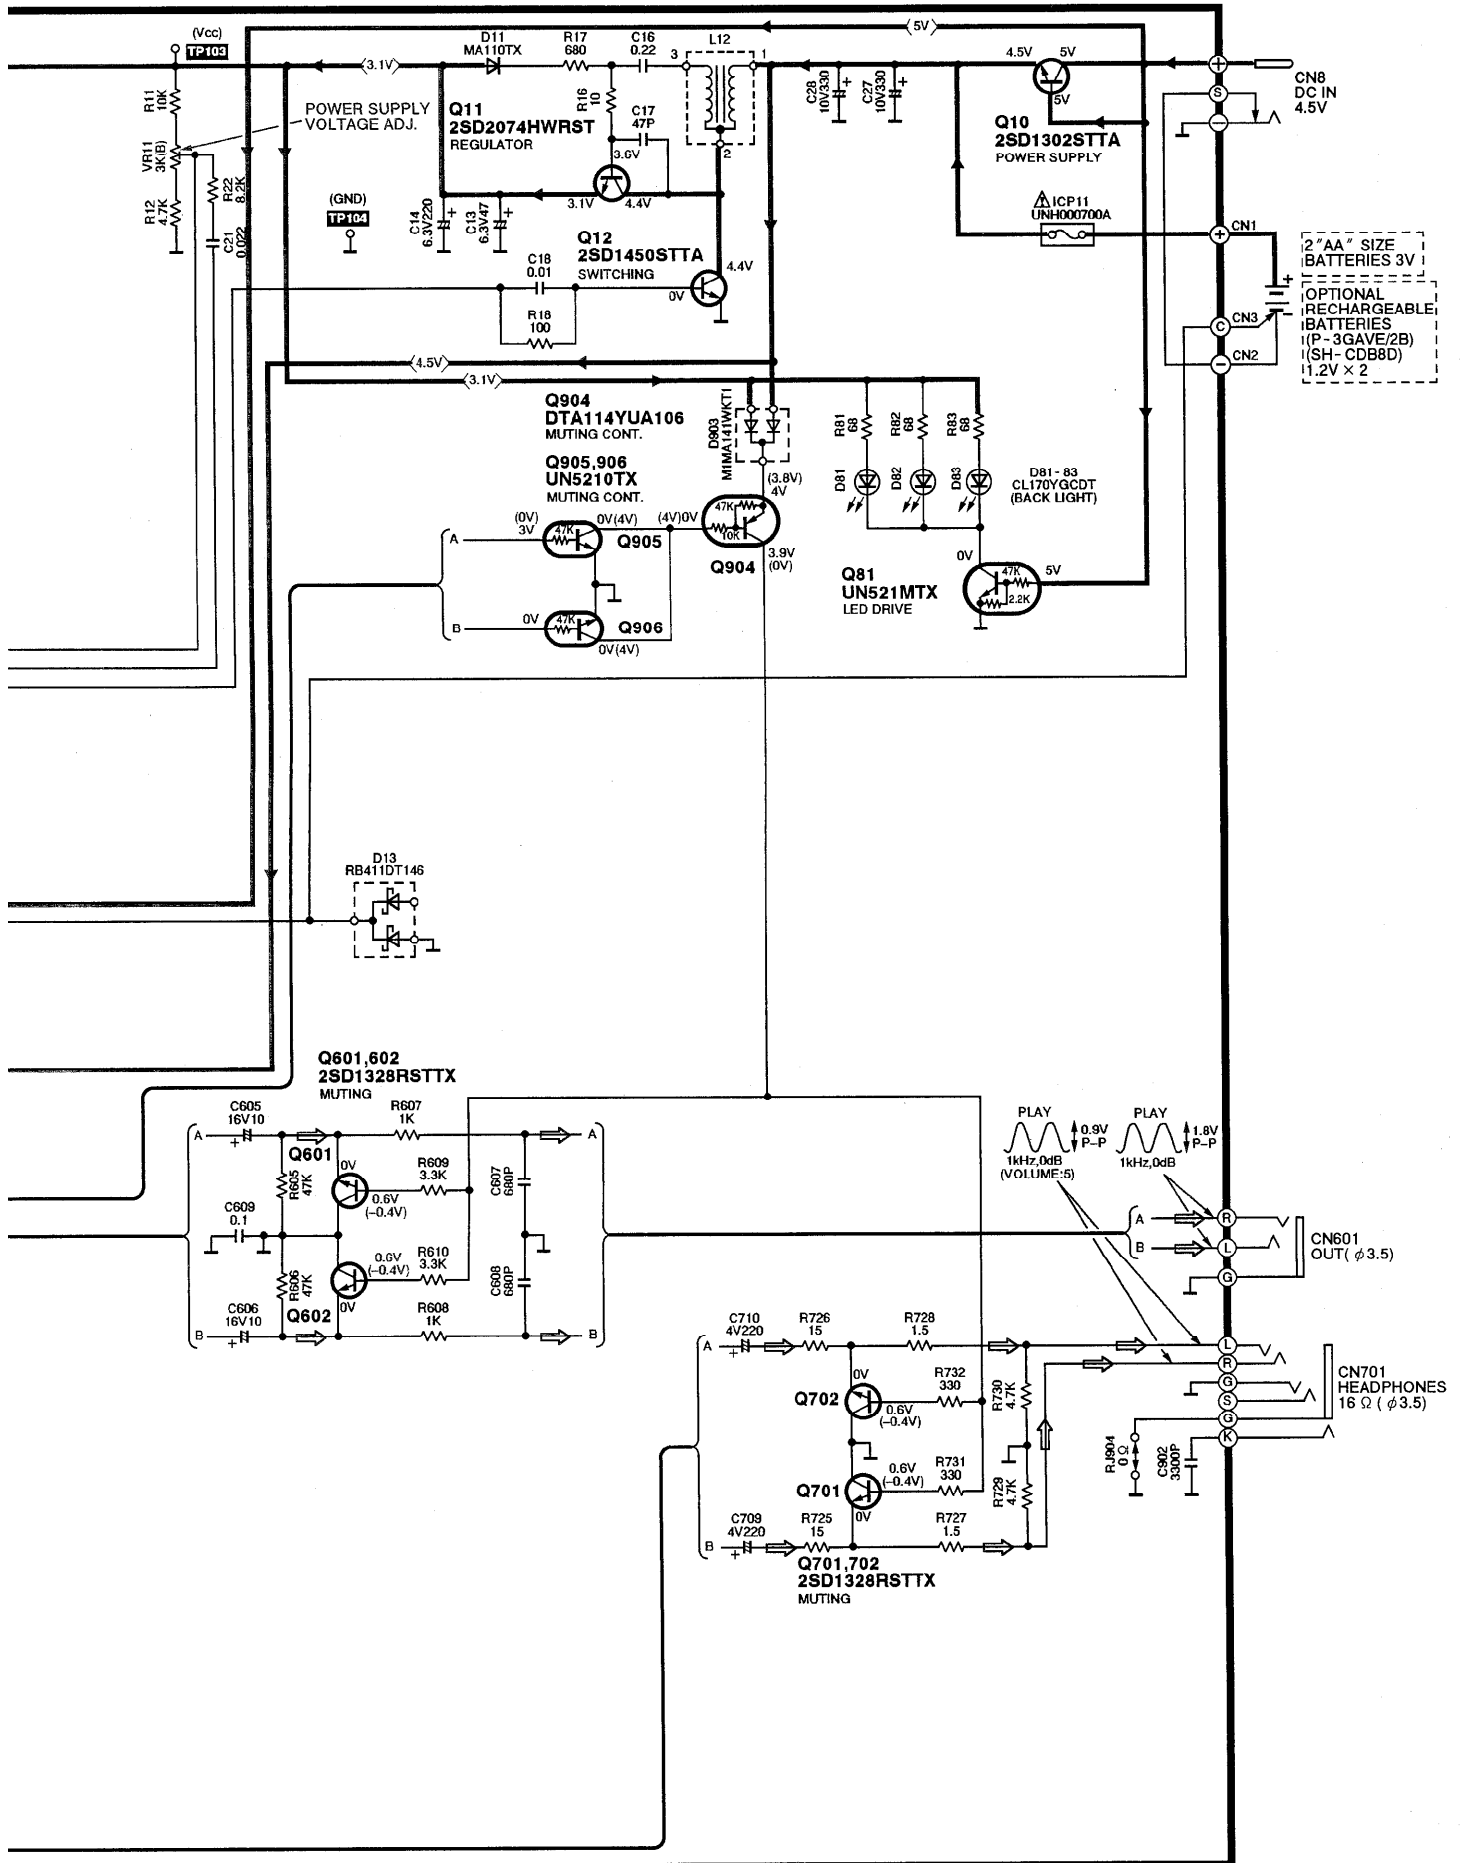 (5V)
(Vcc)
TP103
D11
MA110TX
R17
680
C16
0.22
L12
3
1
2
4.5V
5V
5V
CN8
DC IN
4.5V
+
S
−
(3.1V)
R11
10K
POWER SUPPLY
VOLTAGE ADJ.
VR11
3K(B)
R12
4.7K
R22
8.2K
C21
0.022
(GND)
TP104
Q11
2SD2074HWRST
REGULATOR
R16
10
C17
47P
3.6V
3.1V
4.4V
C14
6.3V220
+
C13
6.3V47
+
C28
10V330
+
C27
10V330
+
Q10
2SD1302STTA
POWER SUPPLY
⚠ICP11
UNH000700A
+
CN1
2"AA" SIZE
BATTERIES 3V
+
−
OPTIONAL
RECHARGEABLE
BATTERIES
(P-3GAVE/2B)
(SH-CDB8D)
1.2V × 2
C
CN3
−
CN2
Q12
2SD1450STTA
SWITCHING
C18
0.01
R18
100
0V
4.4V
(4.5V)
(3.1V)
Q904
DTA114YUA106
MUTING CONT.
Q905,906
UN5210TX
MUTING CONT.
D903
M1MA141WKT1
R81
68
R82
68
R83
68
D81
D82
D83
D81-83
CL170YGCDT
(BACK LIGHT)
(3.8V)
4V
47K
10K
Q904
3.9V
(0V)
A
(0V)
3V
47K
0V(4V)
(4V)0V
Q905
B
0V
47K
Q906
0V(4V)
Q81
UN521MTX
LED DRIVE
0V
47K
2.2K
5V
D13
RB411DT146
Q601,602
2SD1328RSTTX
MUTING
A
C605
16V10
+
R607
1K
A
Q601
R605
47K
0V
0.6V
(−0.4V)
R609
3.3K
C607
680P
C609
0.1
R606
47K
0.6V
(−0.4V)
R610
3.3K
C608
680P
Q602
0V
B
C606
16V10
+
R608
1K
B
PLAY
0.9V
P-P
1kHz,0dB
(VOLUME:5)
PLAY
1.8V
P-P
1kHz,0dB
A
R
B
L
G
CN601
OUT(φ3.5)
A
C710
4V220
+
R726
15
R728
1.5
0V
Q702
0.6V
(−0.4V)
R732
330
R730
4.7K
Q701
0.6V
(−0.4V)
R731
330
R729
4.7K
0V
B
C709
4V220
+
R725
15
R727
1.5
Q701,702
2SD1328RSTTX
MUTING
L
R
G
S
G
K
CN701
HEADPHONES
16 Ω (φ3.5)
RJ904
0 Ω
C902
3300P